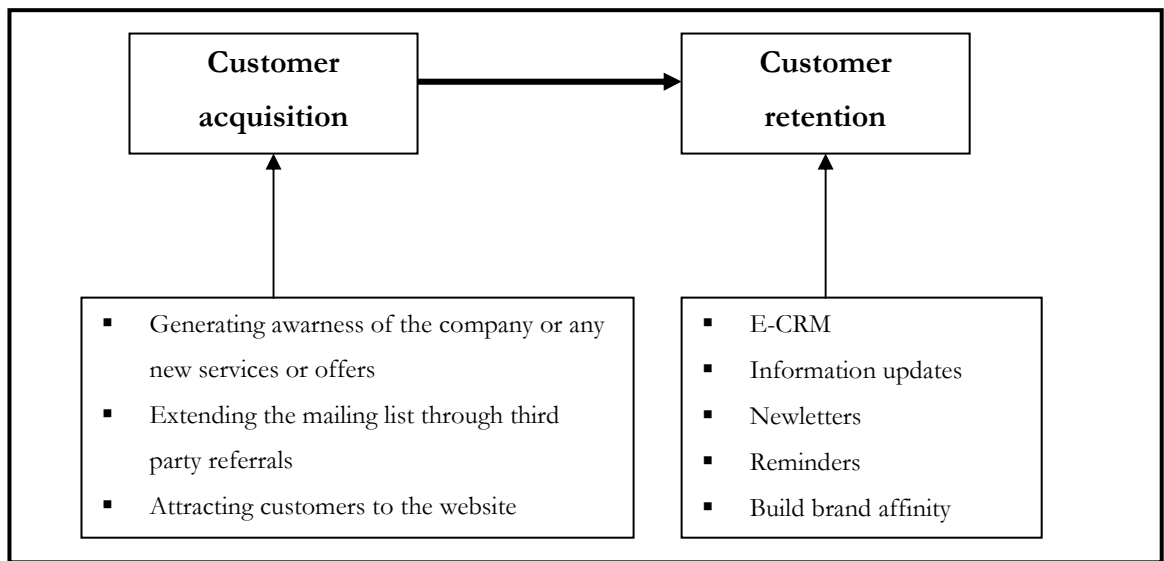 Customer
acquisition
Customer
retention
▪ Generating awarness of the company or any
new services or offers
▪ Extending the mailing list through third
party referrals
▪ Attracting customers to the website
▪ E-CRM
▪ Information updates
▪ Newletters
▪ Reminders
▪ Build brand affinity